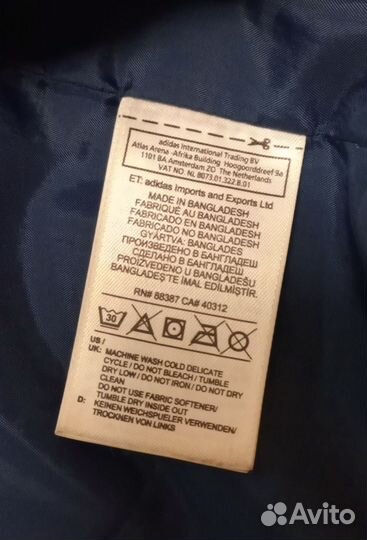 adidas International Trading BV
Atlas Arena -Afrika Building Hoogoorddreef 9a
1101 BA Amsterdam ZO The Netherlands
VAT NO. NL 8073.01.322.B.01
ET: adidas Imports and Exports Ltd
MADE IN BANGLADESH
FABRIQUÉ AU BANGLADESH
FABRICADO EN BANGLADESH
FABRICADO NO BANGLADESH
GYÁRTVA: BANGLADES
ПРОИЗВЕДЕНО В БАНГЛАДЕШ
СДЕЛАНО В БАНГЛАДЕШ
PROIZVEDENO U BANGLADEŠU
BANGLADEŞ'TE İMAL EDİLMİŞTİR.
RN# 88387 CA# 40312
30
US /
UK: MACHINE WASH COLD DELICATE
CYCLE / DO NOT BLEACH / TUMBLE
DRY LOW / DO NOT IRON / DO NOT DRY
CLEAN
DO NOT USE FABRIC SOFTENER/
TUMBLE DRY INSIDE OUT
D: KEINEN WEICHSPUELER VERWENDEN/
TROCKNEN VON LINKS
Avito